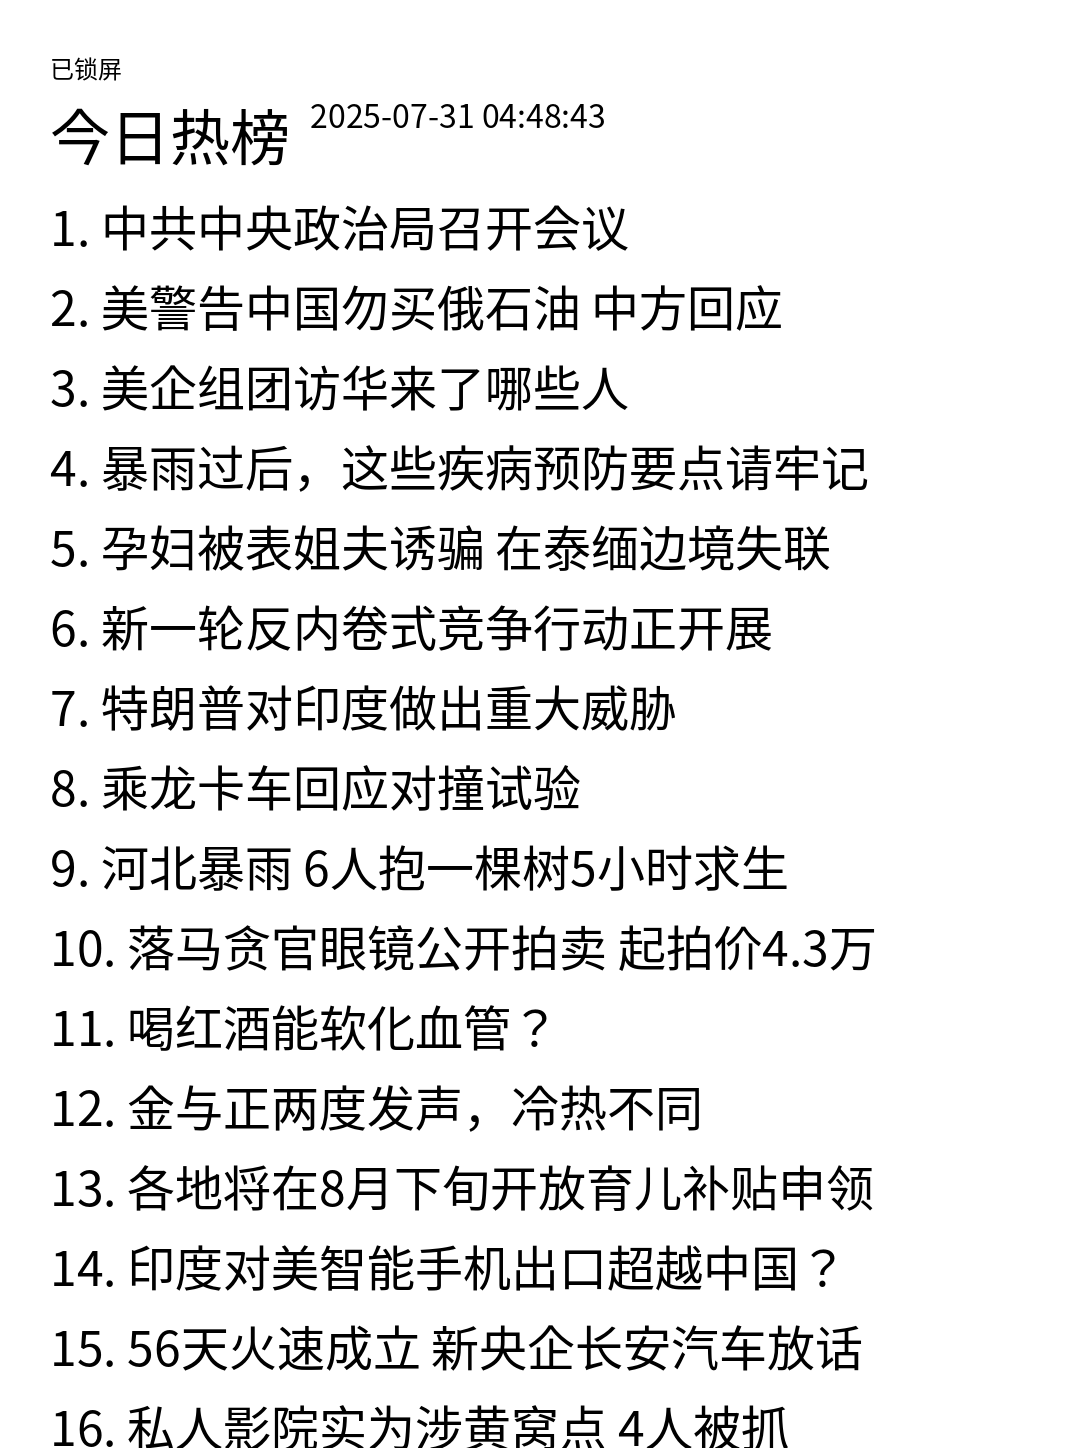 已锁屏
今日热榜 2025-07-31 04:48:43
1. 中共中央政治局召开会议
2. 美警告中国勿买俄石油 中方回应
3. 美企组团访华来了哪些人
4. 暴雨过后，这些疾病预防要点请牢记
5. 孕妇被表姐夫诱骗 在泰缅边境失联
6. 新一轮反内卷式竞争行动正开展
7. 特朗普对印度做出重大威胁
8. 乘龙卡车回应对撞试验
9. 河北暴雨 6人抱一棵树5小时求生
10. 落马贪官眼镜公开拍卖 起拍价4.3万
11. 喝红酒能软化血管？
12. 金与正两度发声，冷热不同
13. 各地将在8月下旬开放育儿补贴申领
14. 印度对美智能手机出口超越中国？
15. 56天火速成立 新央企长安汽车放话
16. 私人影院实为涉黄窝点 4人被抓